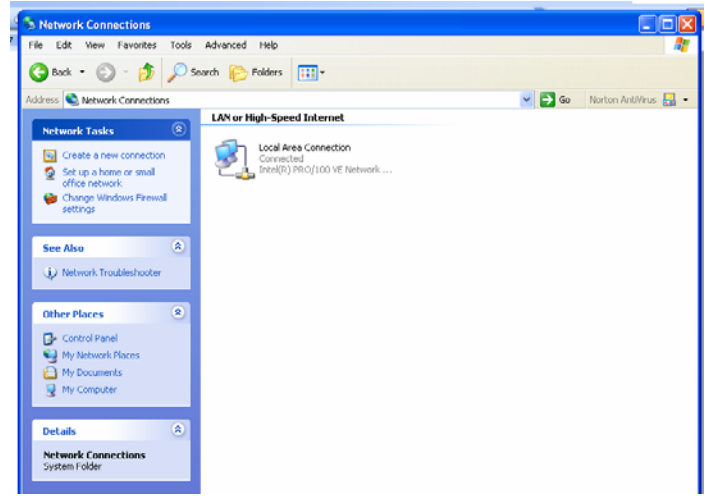 Network Connections
File Edit View Favorites Tools Advanced Help
Back Search Folders
Address Network Connections Go Norton AntiVirus
Network Tasks
Create a new connection
Set up a home or small
office network
Change Windows Firewall
settings
See Also
Network Troubleshooter
Other Places
Control Panel
My Network Places
My Documents
My Computer
Details
Network Connections
System Folder
LAN or High-Speed Internet
Local Area Connection
Connected
Intel(R) PRO/100 VE Network ...